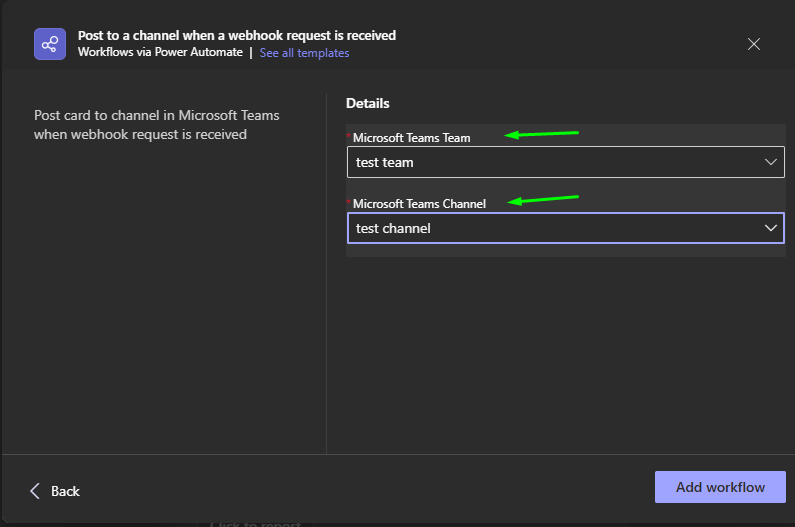 Post to a channel when a webhook request is received
Workflows via Power Automate | See all templates
Post card to channel in Microsoft Teams
when webhook request is received
Details
* Microsoft Teams Team
test team
* Microsoft Teams Channel
test channel
Back
Add workflow
Click to report